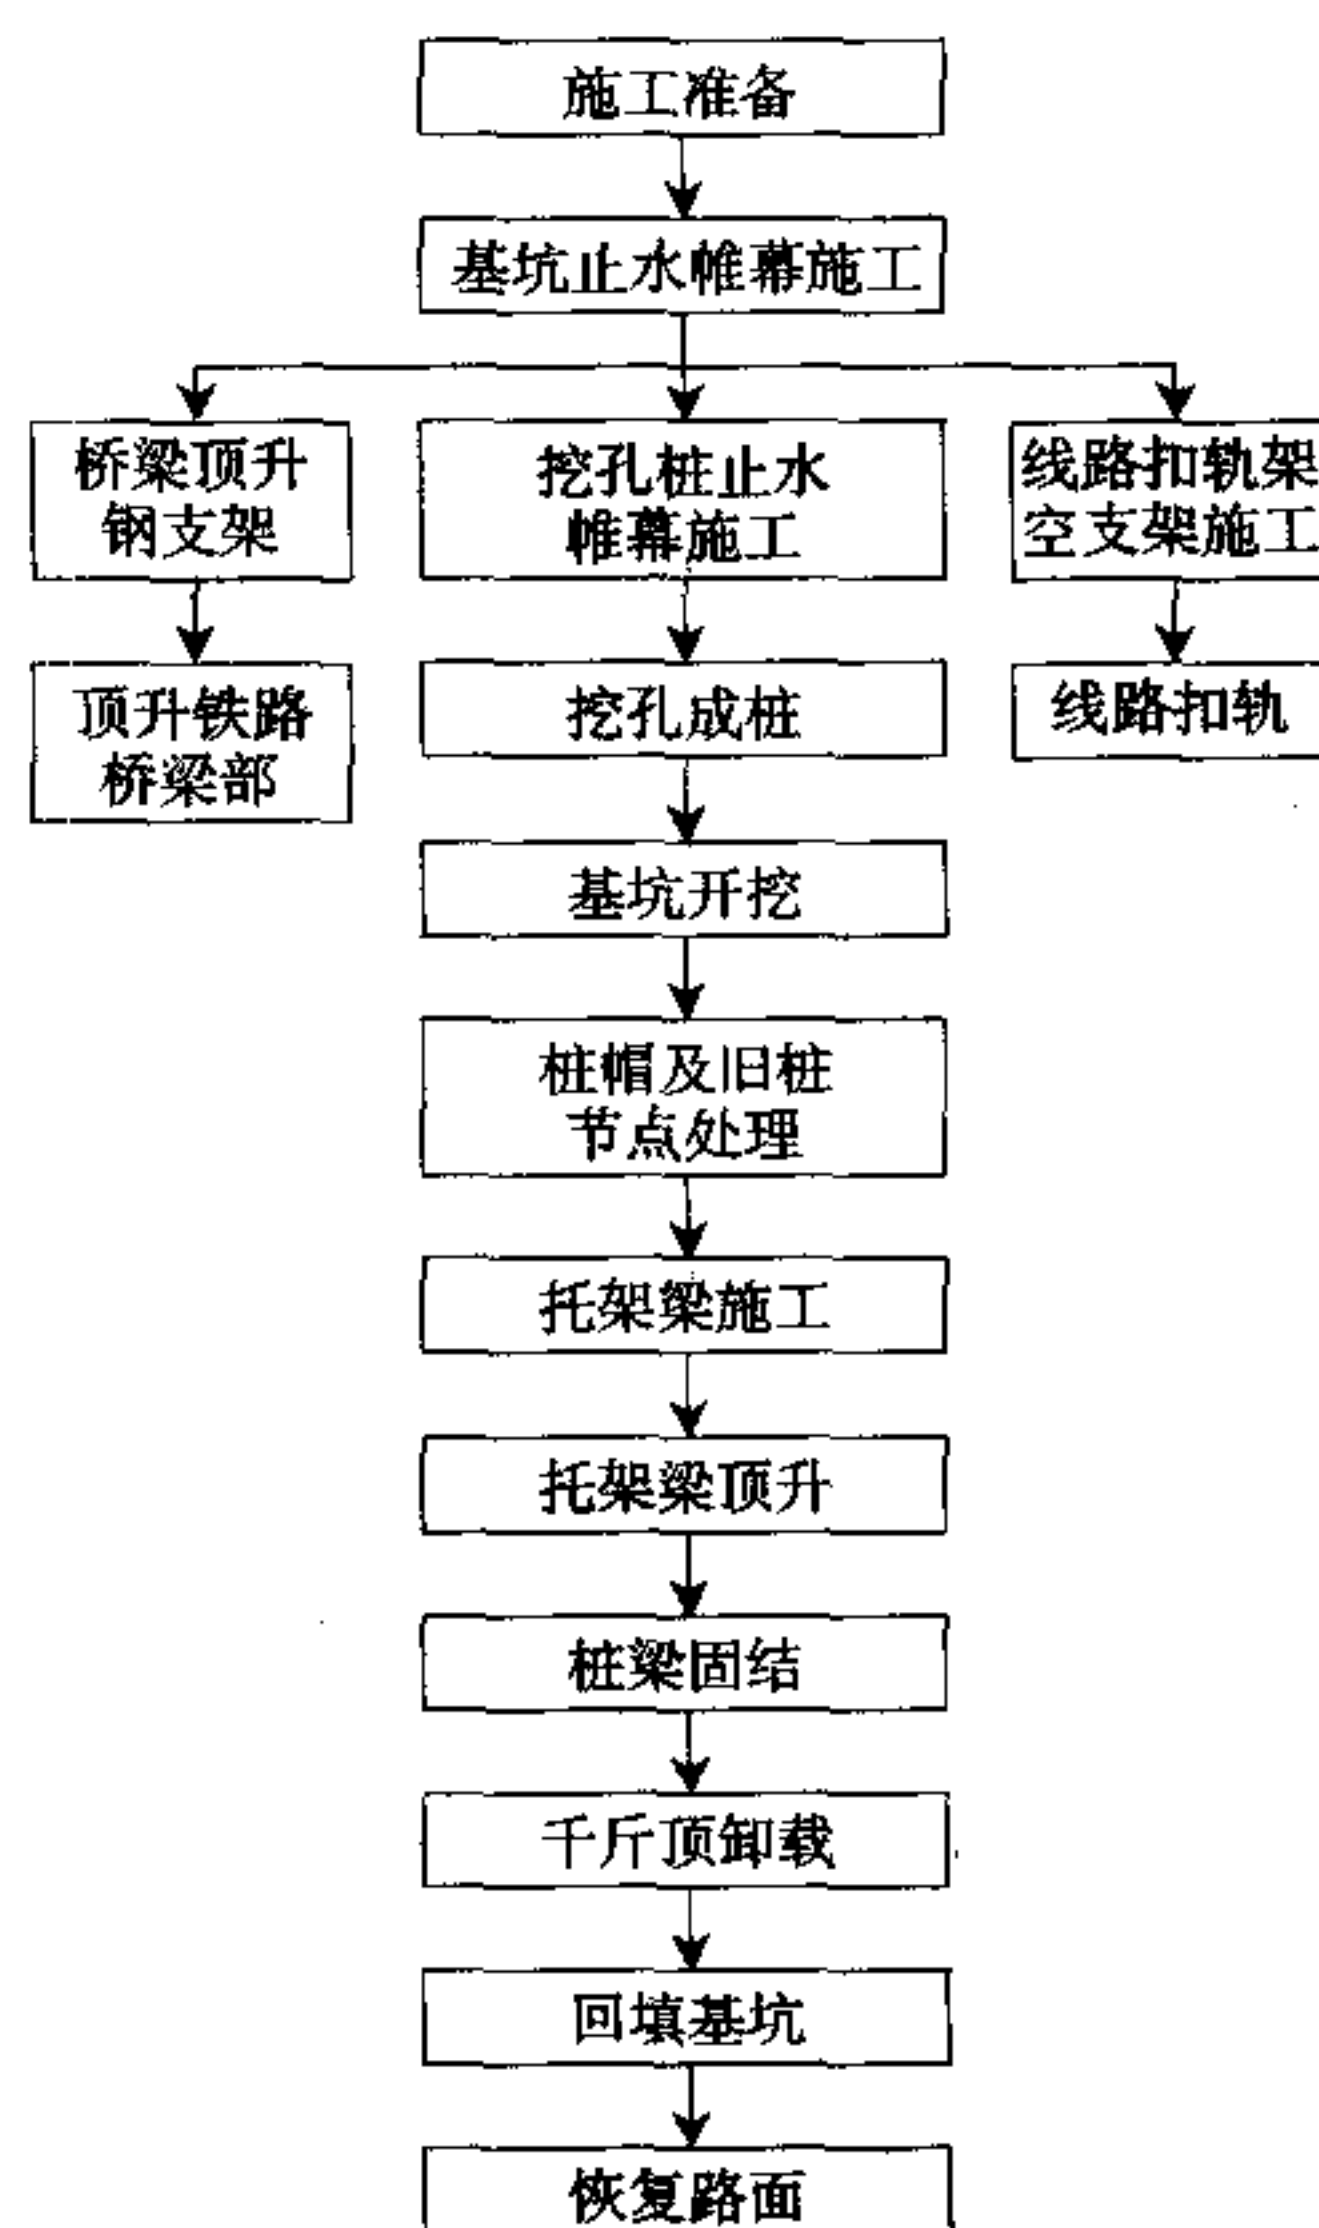 施工准备
基坑止水帷幕施工
桥梁顶升
钢支架
挖孔桩止水
帷幕施工
线路扣轨架
空支架施工
顶升铁路
桥梁部
挖孔成桩
线路扣轨
基坑开挖
桩帽及旧桩
节点处理
托架梁施工
托架梁顶升
桩梁固结
千斤顶卸载
回填基坑
恢复路面